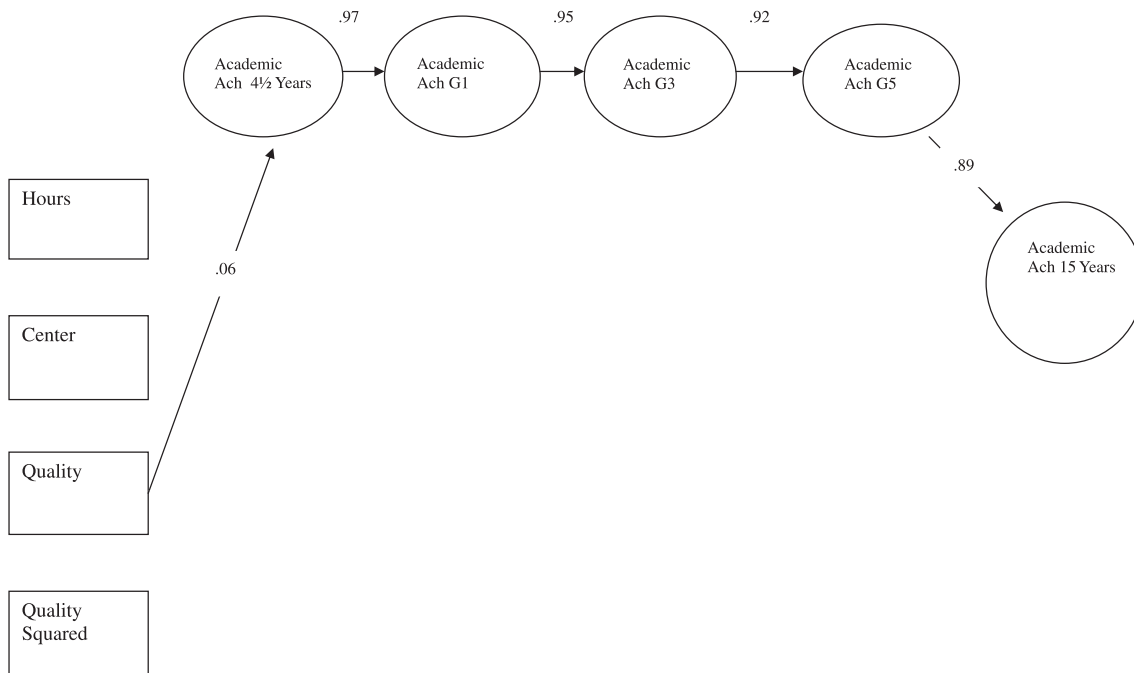 .97
.95
.92
Academic
Ach 4½ Years
Academic
Ach G1
Academic
Ach G3
Academic
Ach G5
.89
Hours
Academic
Ach 15 Years
.06
Center
Quality
Quality
Squared